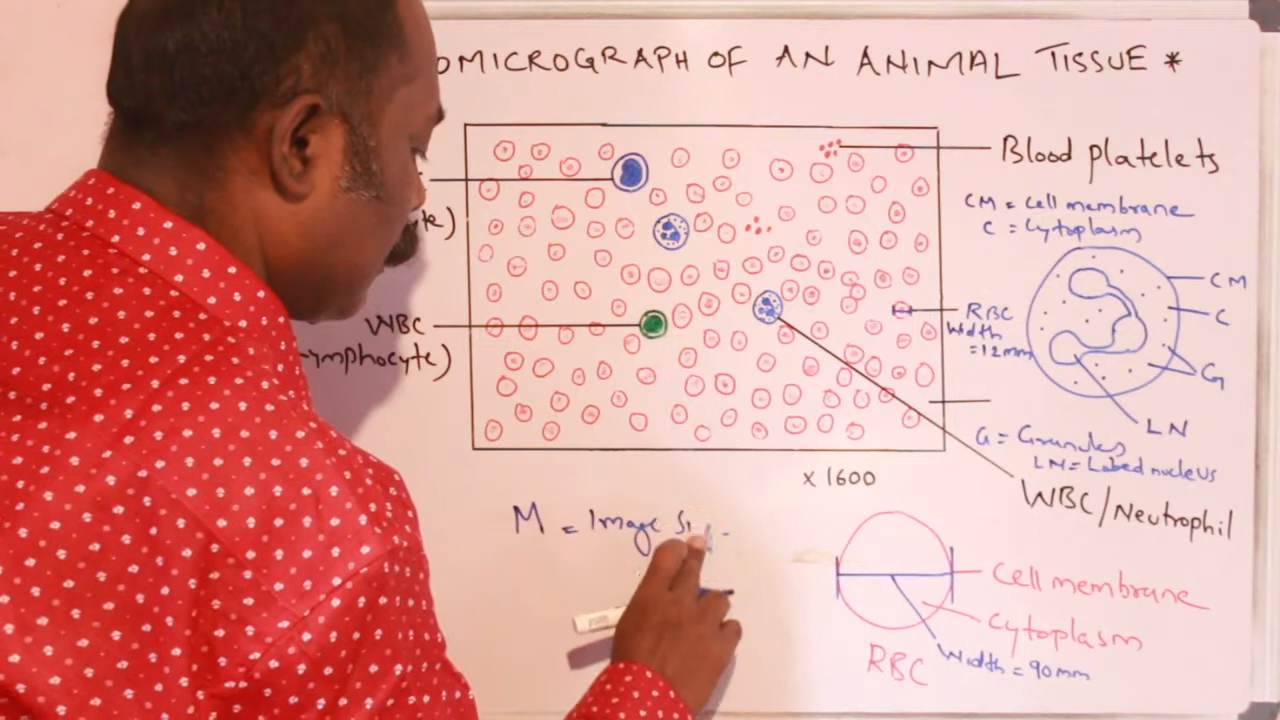 OMICROGRAPH OF AN ANIMAL TISSUE *
Blood platelets
CM = Cell membrane
C = Cytoplasm
CM
C
G
LN
RBC
Width
=12mm
WBC
ymphocyte)
G = Granules
LN = Lobed nucleus
x 1600
WBC/Neutrophil
M = Image
Cell membrane
Cytoplasm
Width = 90mm
RBC